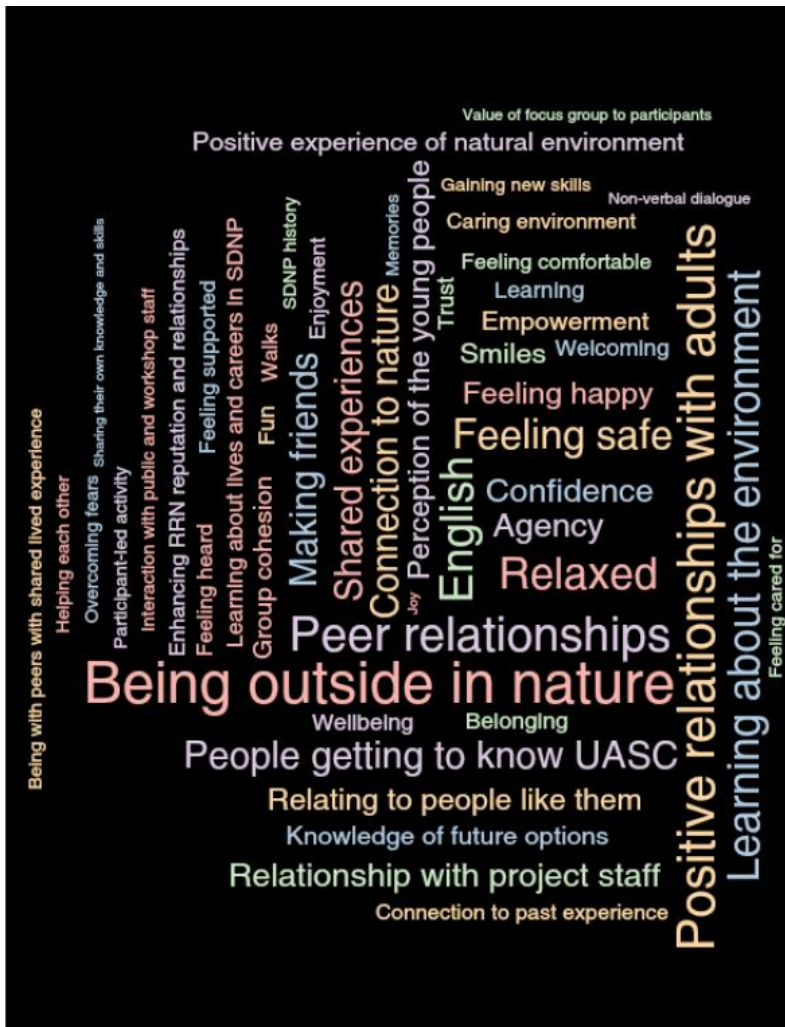 Value of focus group to participants
Positive experience of natural environment
Gaining new skills
Non-verbal dialogue
Caring environment
Feeling comfortable
Learning
Empowerment
Smiles
Welcoming
Feeling happy
Feeling safe
Confidence
Agency
Relaxed
Being with peers with shared lived experience
Helping each other
Overcoming fears
Sharing their own knowledge and skills
Participant-led activity
Interaction with public and workshop staff
Enhancing RRN reputation and relationships
Feeling heard
Feeling supported
Learning about lives and careers in SDNP
Group cohesion
Fun
Walks
SDNP history
Making friends
Enjoyment
Shared experiences
Connection to nature
Memories
Joy
Perception of the young people
Trust
English
Peer relationships
Being outside in nature
Wellbeing
Belonging
People getting to know UASC
Relating to people like them
Knowledge of future options
Relationship with project staff
Connection to past experience
Positive relationships with adults
Learning about the environment
Feeling cared for